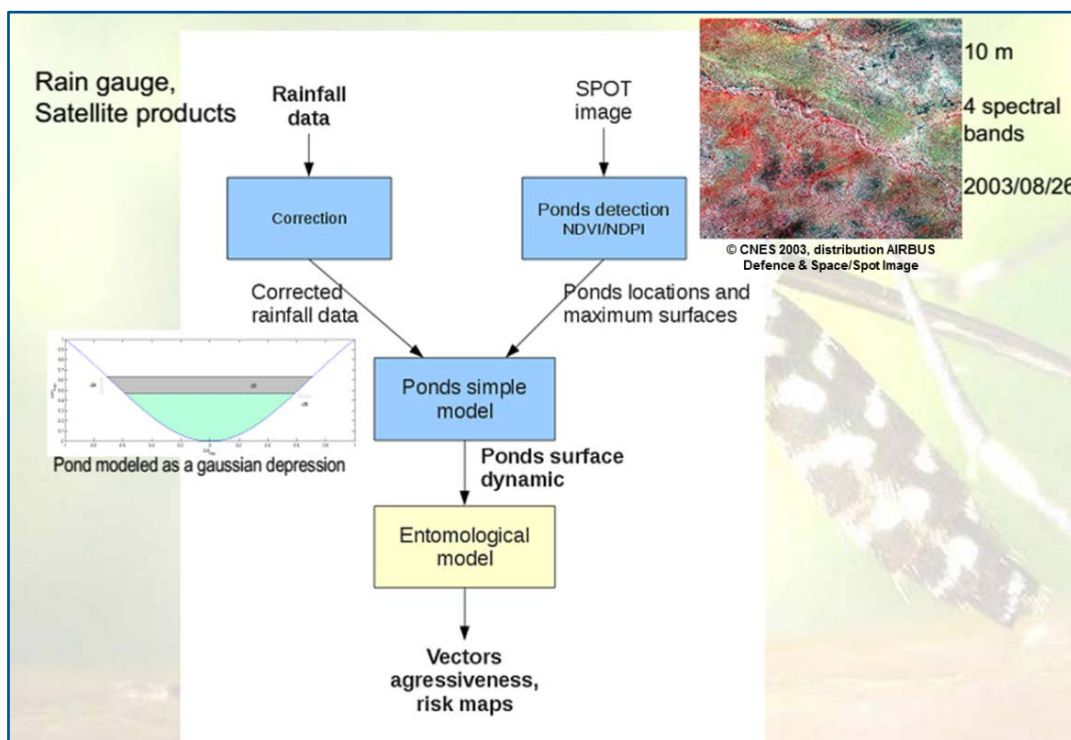 Rain gauge,
Satellite products
Rainfall
data
SPOT
image
10 m
4 spectral
bands
2003/08/26
Correction
Ponds detection
NDVI/NDPI
© CNES 2003, distribution AIRBUS
Defence & Space/Spot Image
Corrected
rainfall data
Ponds locations and
maximum surfaces
Ponds simple
model
Pond modeled as a gaussian depression
Ponds surface
dynamic
Entomological
model
Vectors
agressiveness,
risk maps